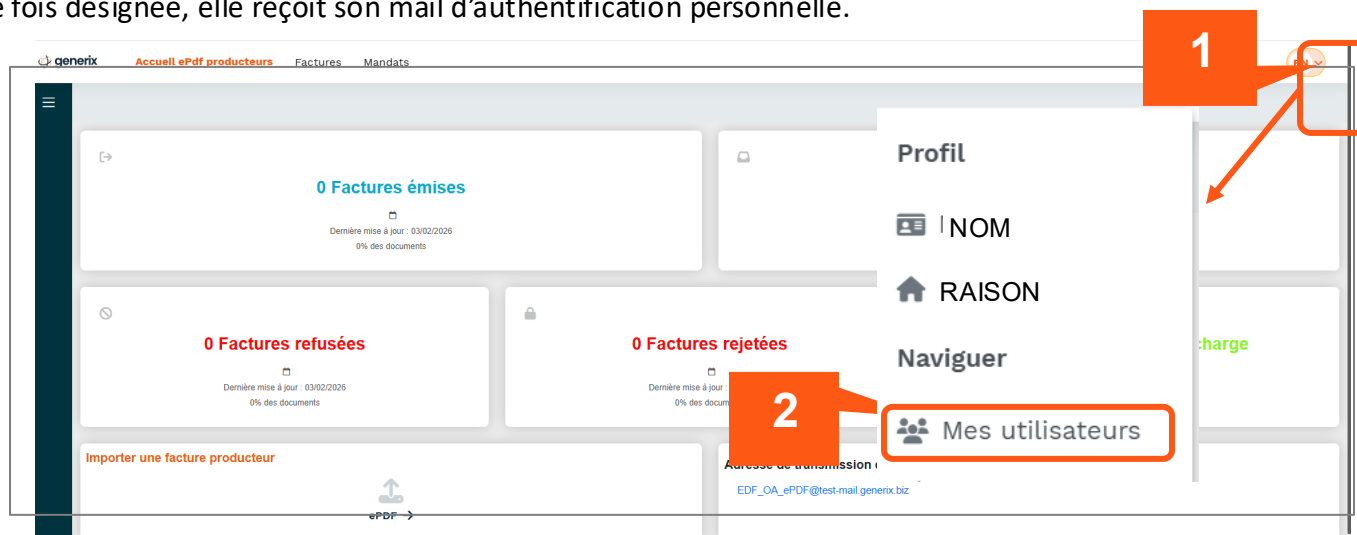 fois désignée, elle reçoit son mail d'authentification personnelle.
1
generix Accueil ePdf producteurs Factures Mandats
Profil
0 Factures émises
Dernière mise à jour : 03/02/2026
0% des documents
NOM
RAISON
0 Factures refusées
0 Factures rejetées
charge
Naviguer
Dernière mise à jour : 03/02/2026
Dernière mise à jour :
0% des documents
0% des docum
2
Mes utilisateurs
Importer une facture producteur
Adresse de transmission
EDF_OA_ePDF@test-mail.generix.biz
ePDF